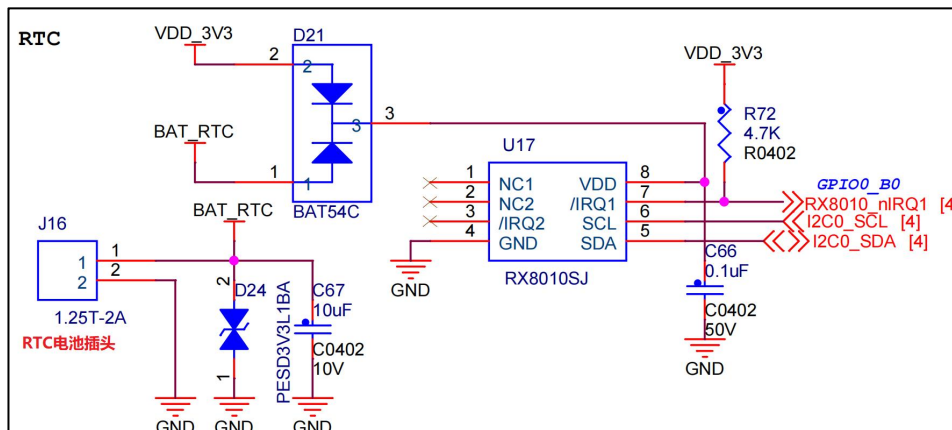 RTC
VDD_3V3
D21
2
2
3
3
BAT_RTC
1
1
BAT54C
VDD_3V3
R72
4.7K
R0402
U17
1
NC1
VDD
8
2
NC2
/IRQ1
7
3
/IRQ2
SCL
6
4
GND
SDA
5
RX8010SJ
GND
GPIO0_B0
RX8010_nIRQ1 [4
I2C0_SCL [4]
I2C0_SDA [4]
C66
0.1uF
C0402
50V
GND
BAT_RTC
J16
1
1
2
2
1.25T-2A
RTC电池插头
GND
2
D24
1
PESD3V3L1BA
GND
C67
10uF
C0402
10V
GND